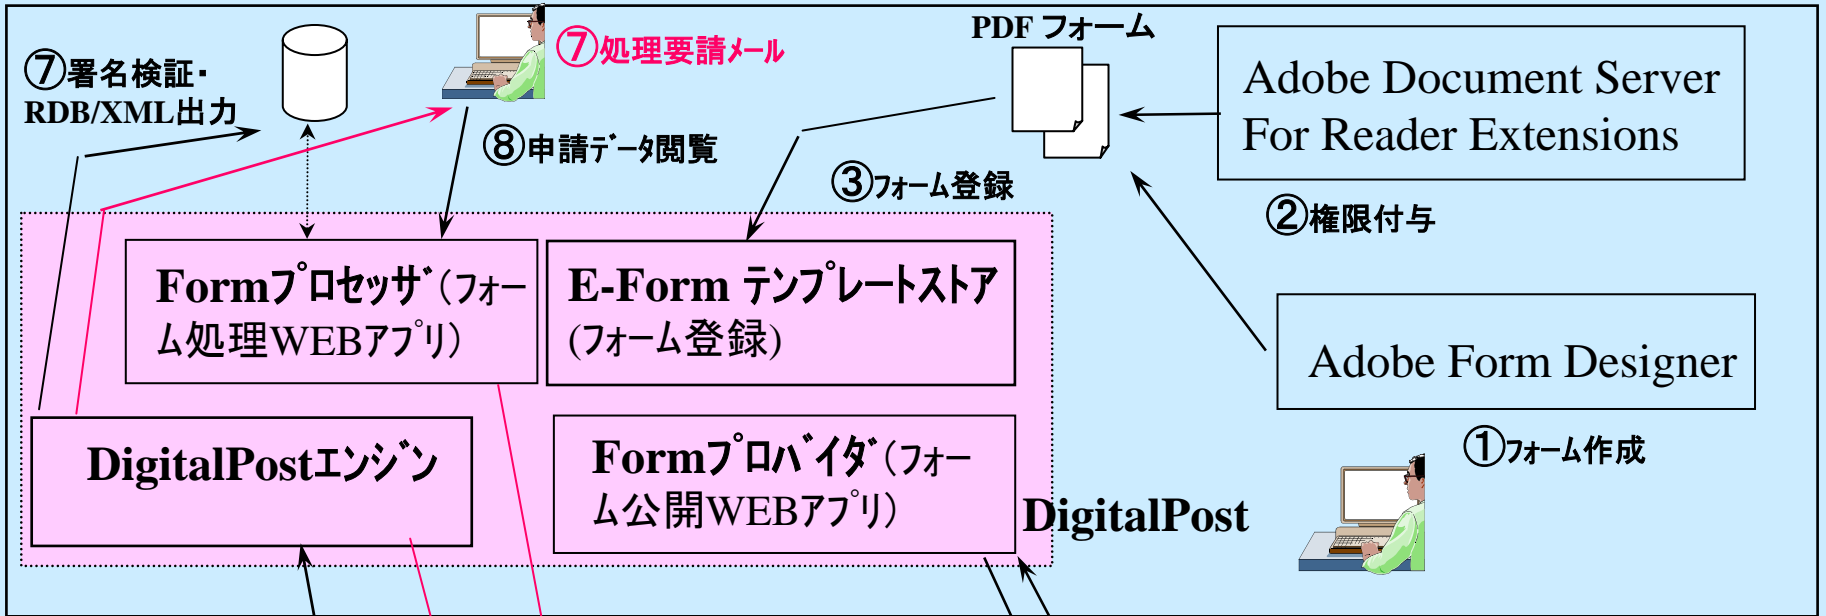 PDF フォーム
⑦処理要請メール
⑦署名検証・
RDB/XML出力
Adobe Document Server
For Reader Extensions
⑧申請データ閲覧
③フォーム登録
②権限付与
Formプロセッサ(フォー
ム処理WEBアプリ)
E-Form テンプレートストア
(フォーム登録)
Adobe Form Designer
①フォーム作成
DigitalPostエンジン
Formプロバイダ(フォー
ム公開WEBアプリ)
DigitalPost